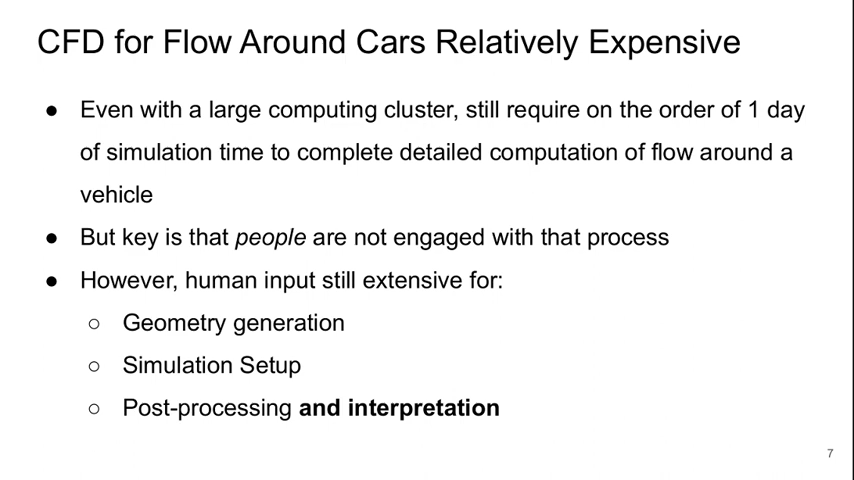 CFD for Flow Around Cars Relatively Expensive
● Even with a large computing cluster, still require on the order of 1 day
of simulation time to complete detailed computation of flow around a
vehicle
● But key is that people are not engaged with that process
● However, human input still extensive for:
○ Geometry generation
○ Simulation Setup
○ Post-processing and interpretation
7